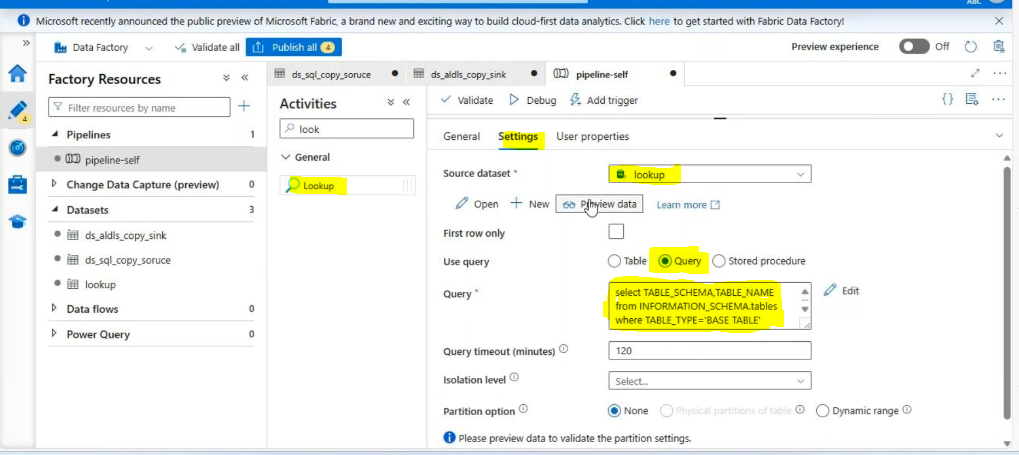 ABC
Microsoft recently announced the public preview of Microsoft Fabric, a brand new and exciting way to build cloud-first data analytics. Click here to get started with Fabric Data Factory!
Data Factory
Validate all
Publish all 4
Preview experience
Off
Factory Resources
Filter resources by name
Pipelines 1
pipeline-self
Change Data Capture (preview) 0
Datasets 3
ds_aldls_copy_sink
ds_sql_copy_soruce
lookup
Data flows 0
Power Query 0
4
ds_sql_copy_soruce
ds_aldls_copy_sink
pipeline-self
Activities
look
General
Lookup
Validate
Debug
Add trigger
General
Settings
User properties
Source dataset *
lookup
Open
New
Preview data
Learn more
First row only
Use query
Table
Query
Stored procedure
Query *
select TABLE_SCHEMA,TABLE_NAME
from INFORMATION_SCHEMA.tables
where TABLE_TYPE='BASE TABLE'
Edit
Query timeout (minutes)
120
Isolation level
Select...
Partition option
None
Physical partitions of table
Dynamic range
Please preview data to validate the partition settings.